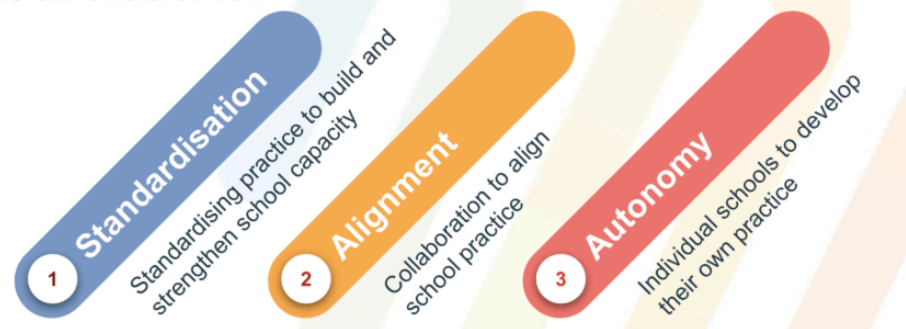 1
Standardisation
Standardising practice to build and
strengthen school capacity
2
Alignment
Collaboration to align
school practice
3
Autonomy
Individual schools to develop
their own practice